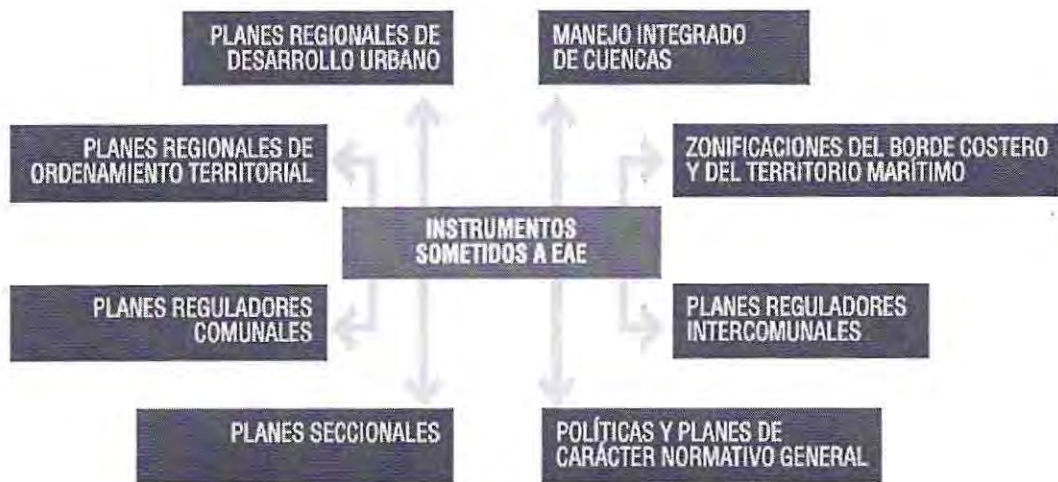 PLANES REGIONALES DE
DESARROLLO URBANO
MANEJO INTEGRADO
DE CUENCAS
PLANES REGIONALES DE
ORDENAMIENTO TERRITORIAL
ZONIFICACIONES DEL BORDE COSTERO
Y DEL TERRITORIO MARÍTIMO
INSTRUMENTOS
SOMETIDOS A EAE
PLANES REGULADORES
COMUNALES
PLANES REGULADORES
INTERCOMUNALES
PLANES SECCIONALES
POLÍTICAS Y PLANES DE
CARÁCTER NORMATIVO GENERAL